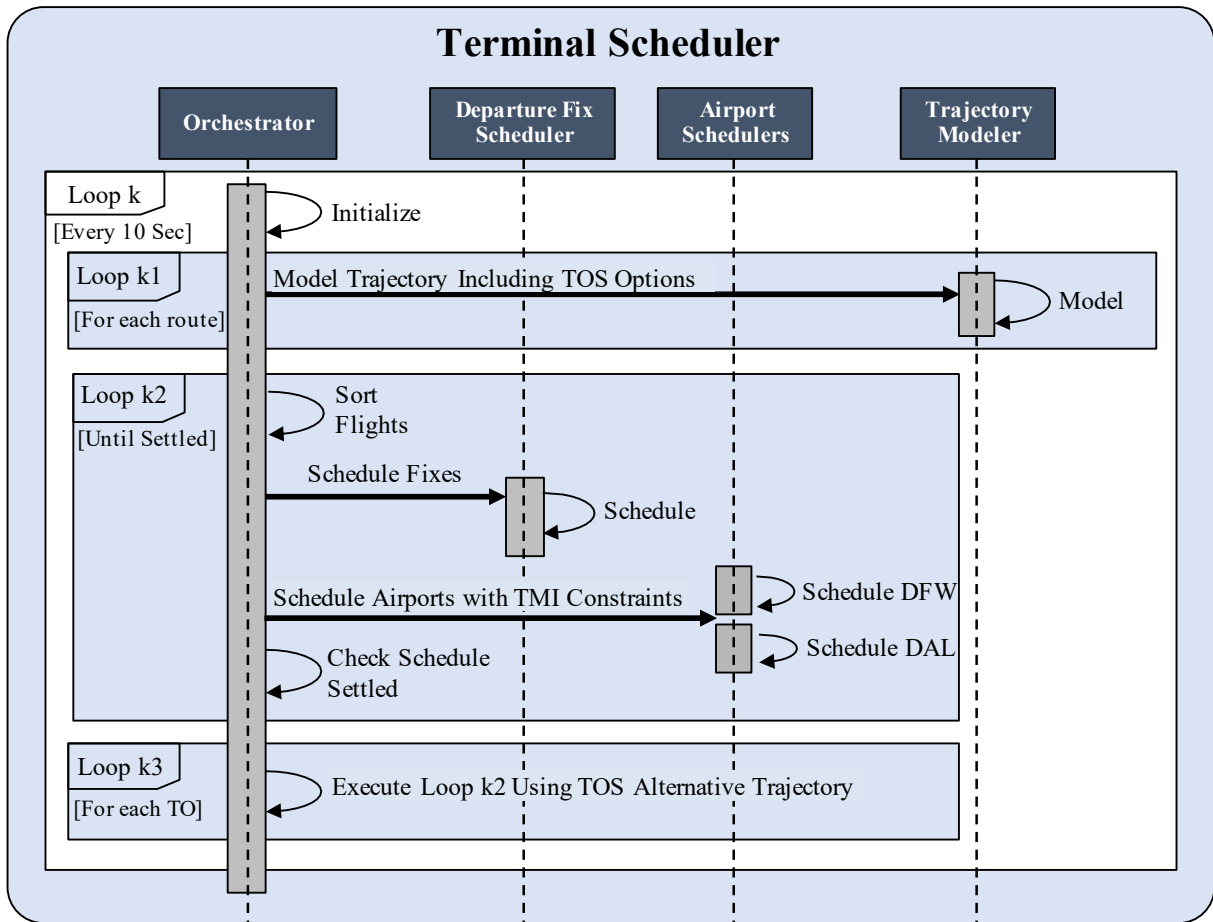 Terminal Scheduler
Orchestrator
Departure Fix
Scheduler
Airport
Schedulers
Trajectory
Modeler
Loop k
[Every 10 Sec]
Initialize
Loop k1
[For each route]
Model Trajectory Including TOS Options
Model
Loop k2
[Until Settled]
Sort
Flights
Schedule Fixes
Schedule
Schedule Airports with TMI Constraints
Schedule DFW
Schedule DAL
Check Schedule
Settled
Loop k3
[For each TO]
Execute Loop k2 Using TOS Alternative Trajectory